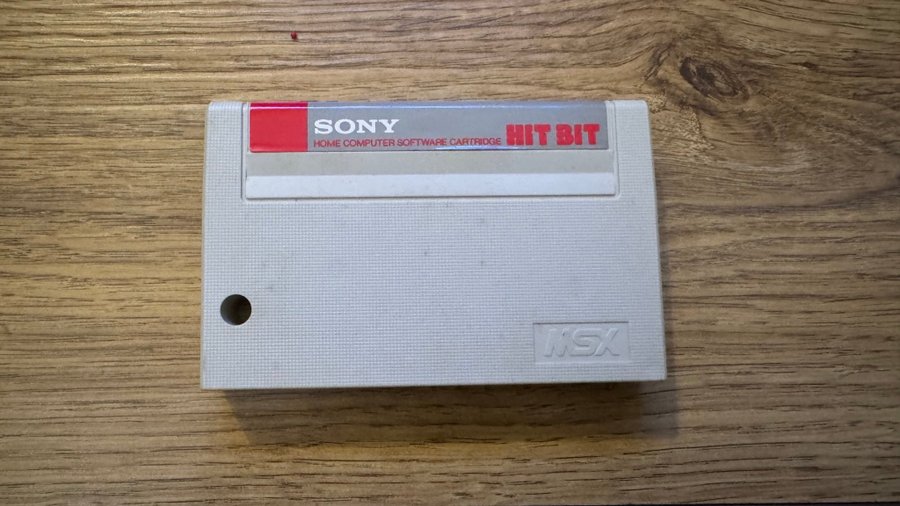 SONY
HOME COMPUTER SOFTWARE CARTRIDGE HIT BIT
MSX